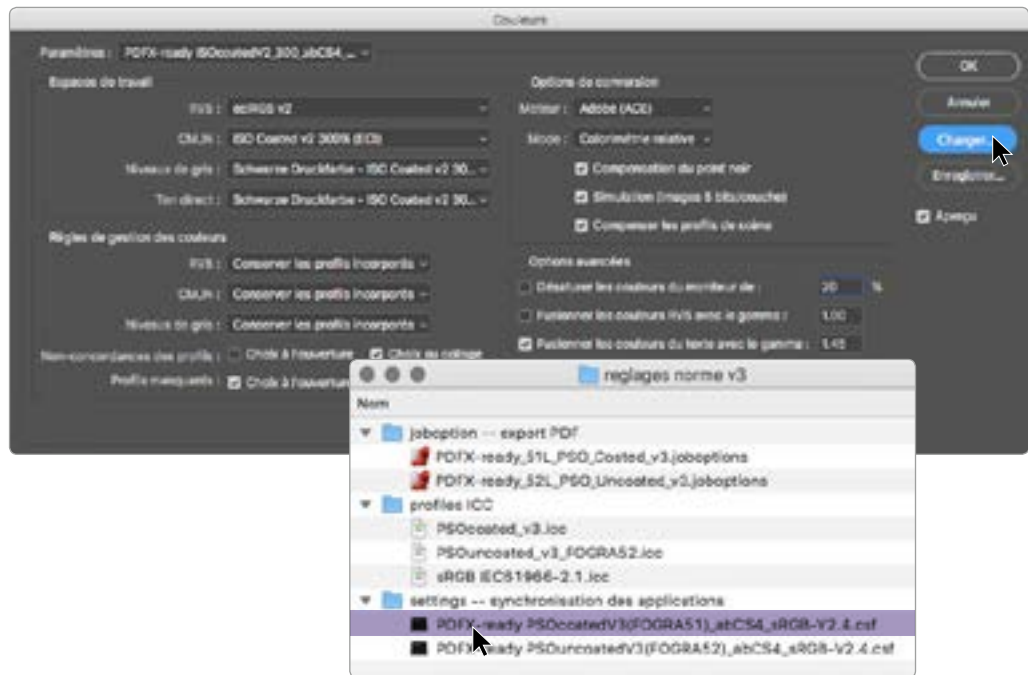 Couleurs
Paramètres : PDFX-ready ISOcoatedV2_300_abCS4_...
OK
Espaces de travail
Options de conversion
RVB : eciRGB v2
Moteur : Adobe (ACE)
Annuler
CMJN : ISO Coated v2 300% (ECI)
Mode : Colorimétrie relative
Charger...
Niveaux de gris : Schwarze Druckfarbe - ISO Coated v2 30...
Compensation du point noir
Enregistrer...
Ton direct : Schwarze Druckfarbe - ISO Coated v2 30...
Simulation (images 8 bits/couche)
Aperçu
Compenser les profils de scène
Règles de gestion des couleurs
RVB : Conserver les profils incorporés
Options avancées
CMJN : Conserver les profils incorporés
Désaturer les couleurs du moniteur de : 20 %
Niveaux de gris : Conserver les profils incorporés
Fusionner les couleurs RVB avec le gamma : 1,00
Non-concordances des profils : Choix à l'ouverture Choix au collage
Fusionner les couleurs du texte avec le gamma : 1,45
Profils manquants : Choix à l'ouverture
reglages norme v3
Nom
joboption -- export PDF
PDFX-ready_51L_PSO_Coated_v3.joboptions
PDFX-ready_52L_PSO_Uncoated_v3.joboptions
profiles ICC
PSOcoated_v3.icc
PSOuncoated_v3_FOGRA52.icc
sRGB IEC61966-2.1.icc
settings -- synchronisation des applications
PDFX-ready PSOcoatedV3(FOGRA51)_abCS4_sRGB-V2.4.csf
PDFX-ready PSOuncoatedV3(FOGRA52)_abCS4_sRGB-V2.4.csf